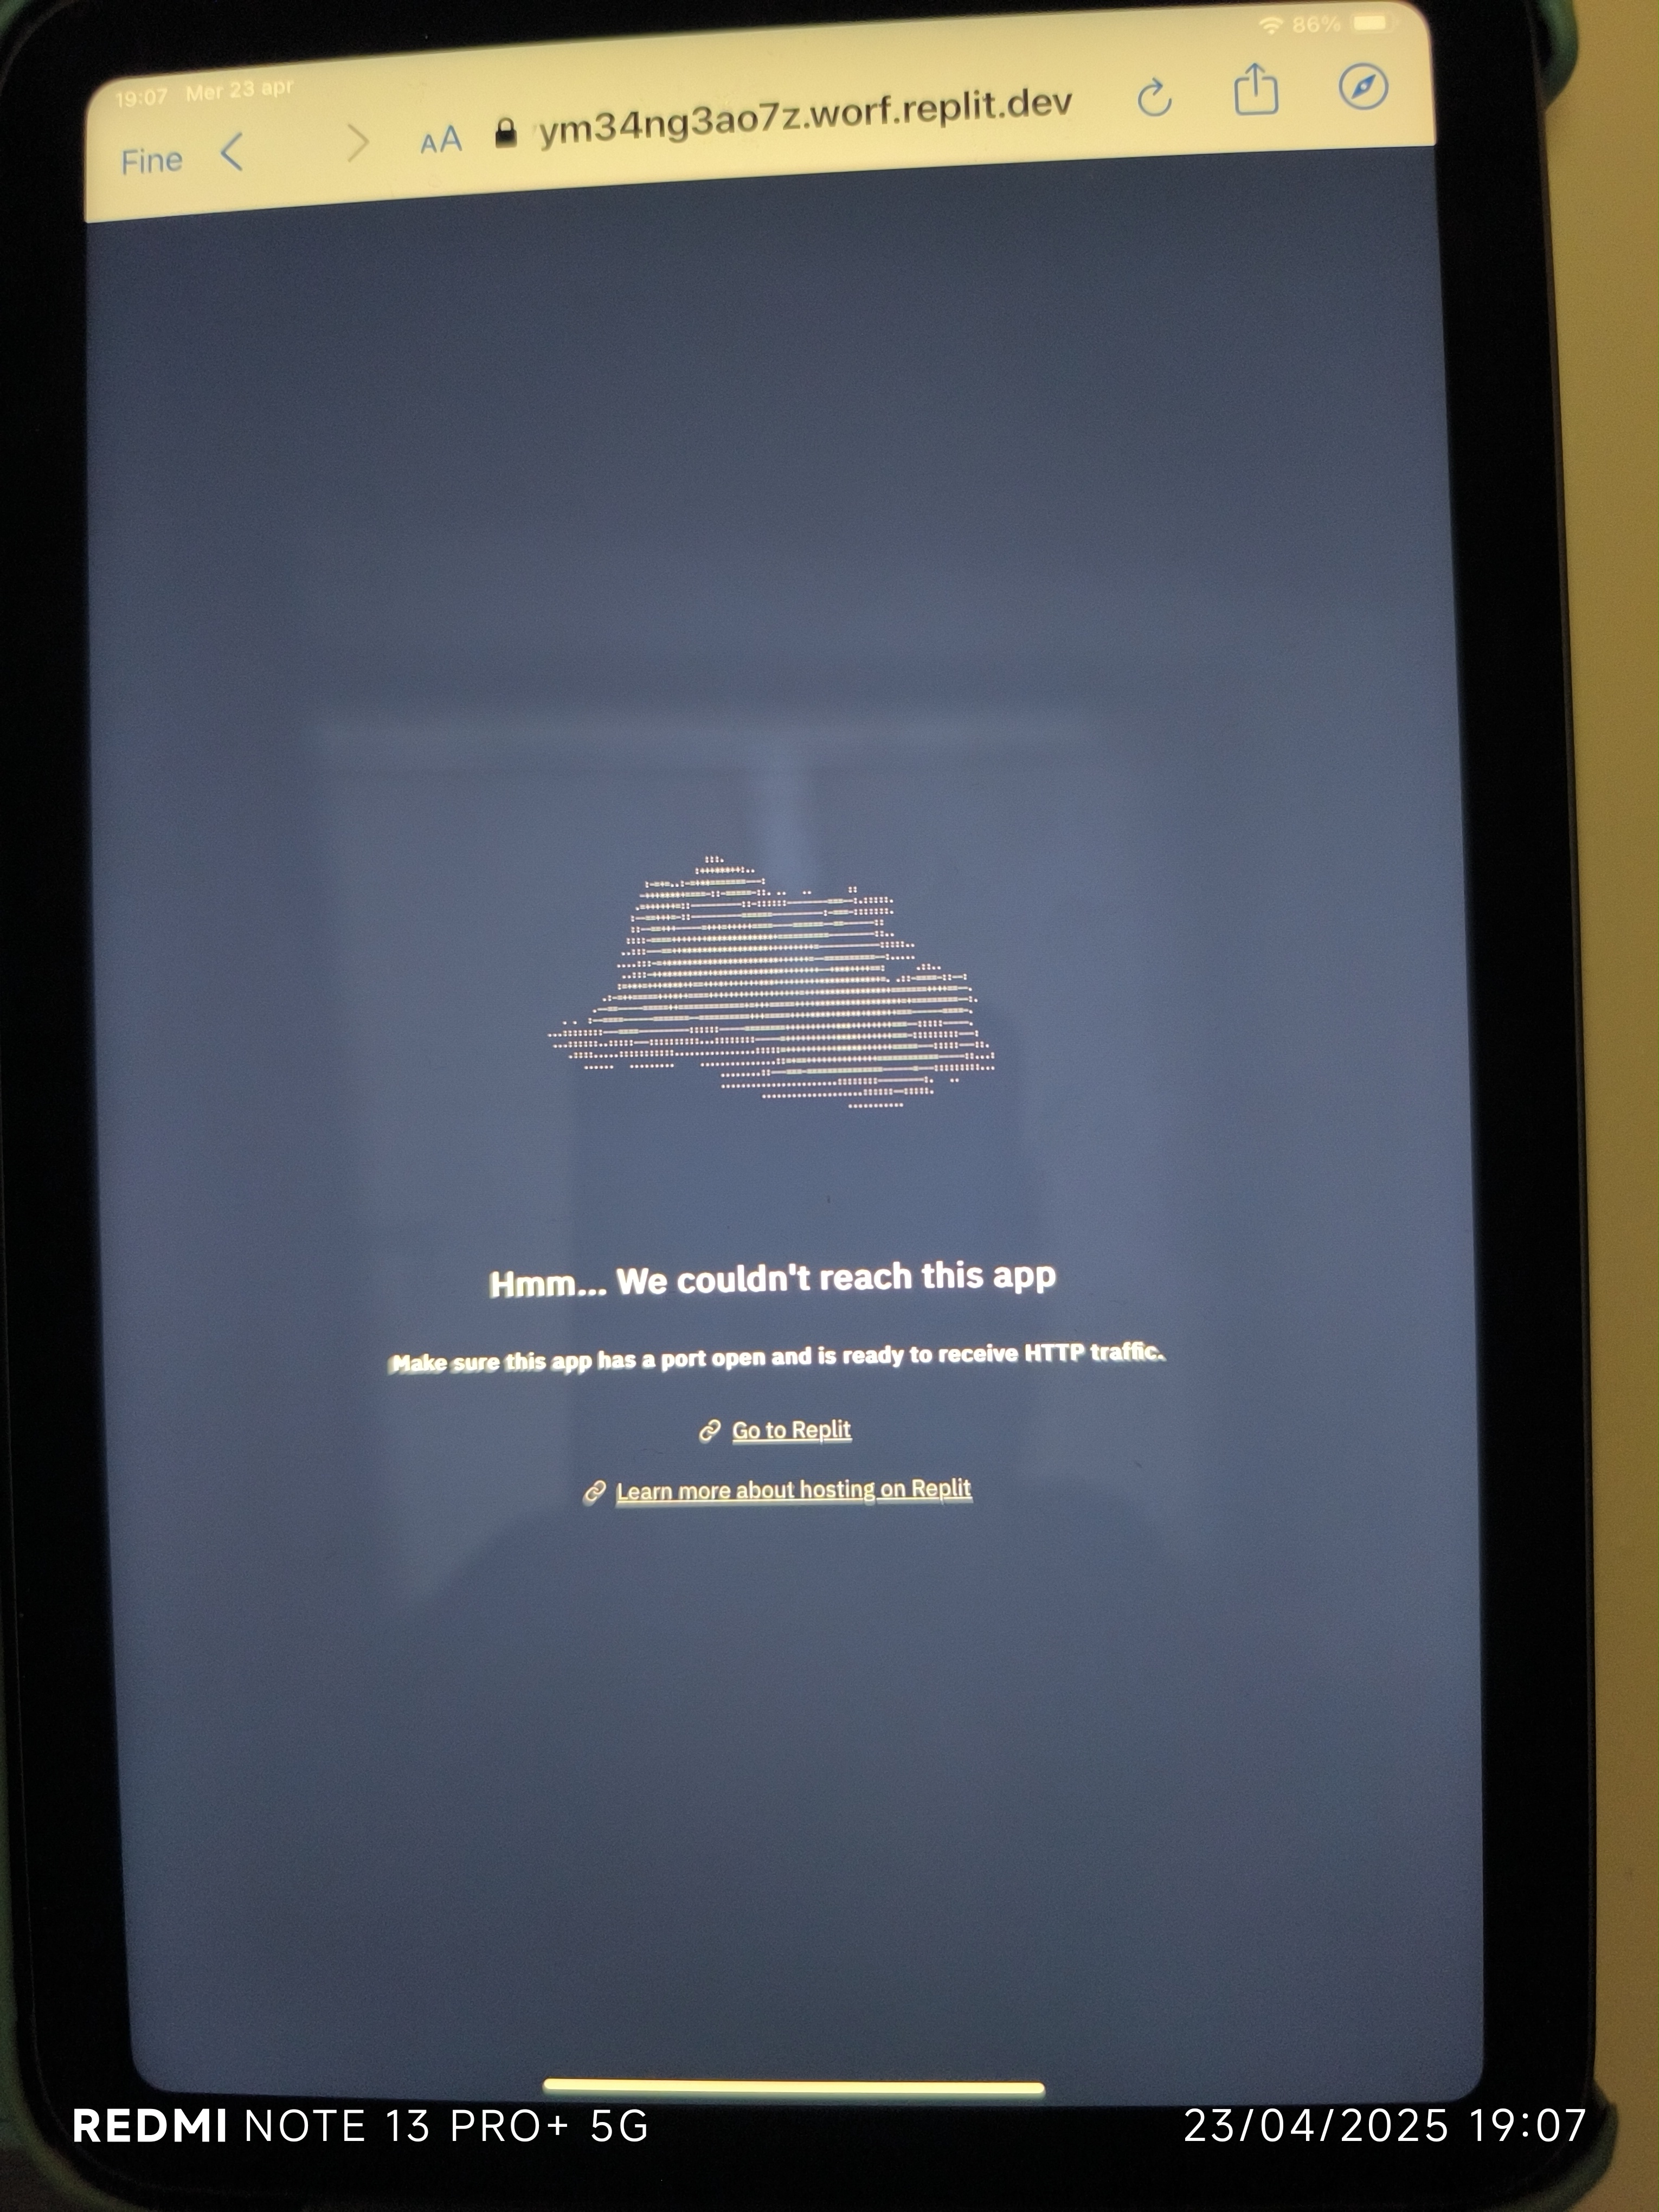 19:07 Mer 23 apr
86%
Fine
AA
ym34ng3ao7z.worf.replit.dev
Hmm... We couldn't reach this app
Make sure this app has a port open and is ready to receive HTTP traffic.
Go to Replit
Learn more about hosting on Replit
REDMI NOTE 13 PRO+ 5G
23/04/2025 19:07